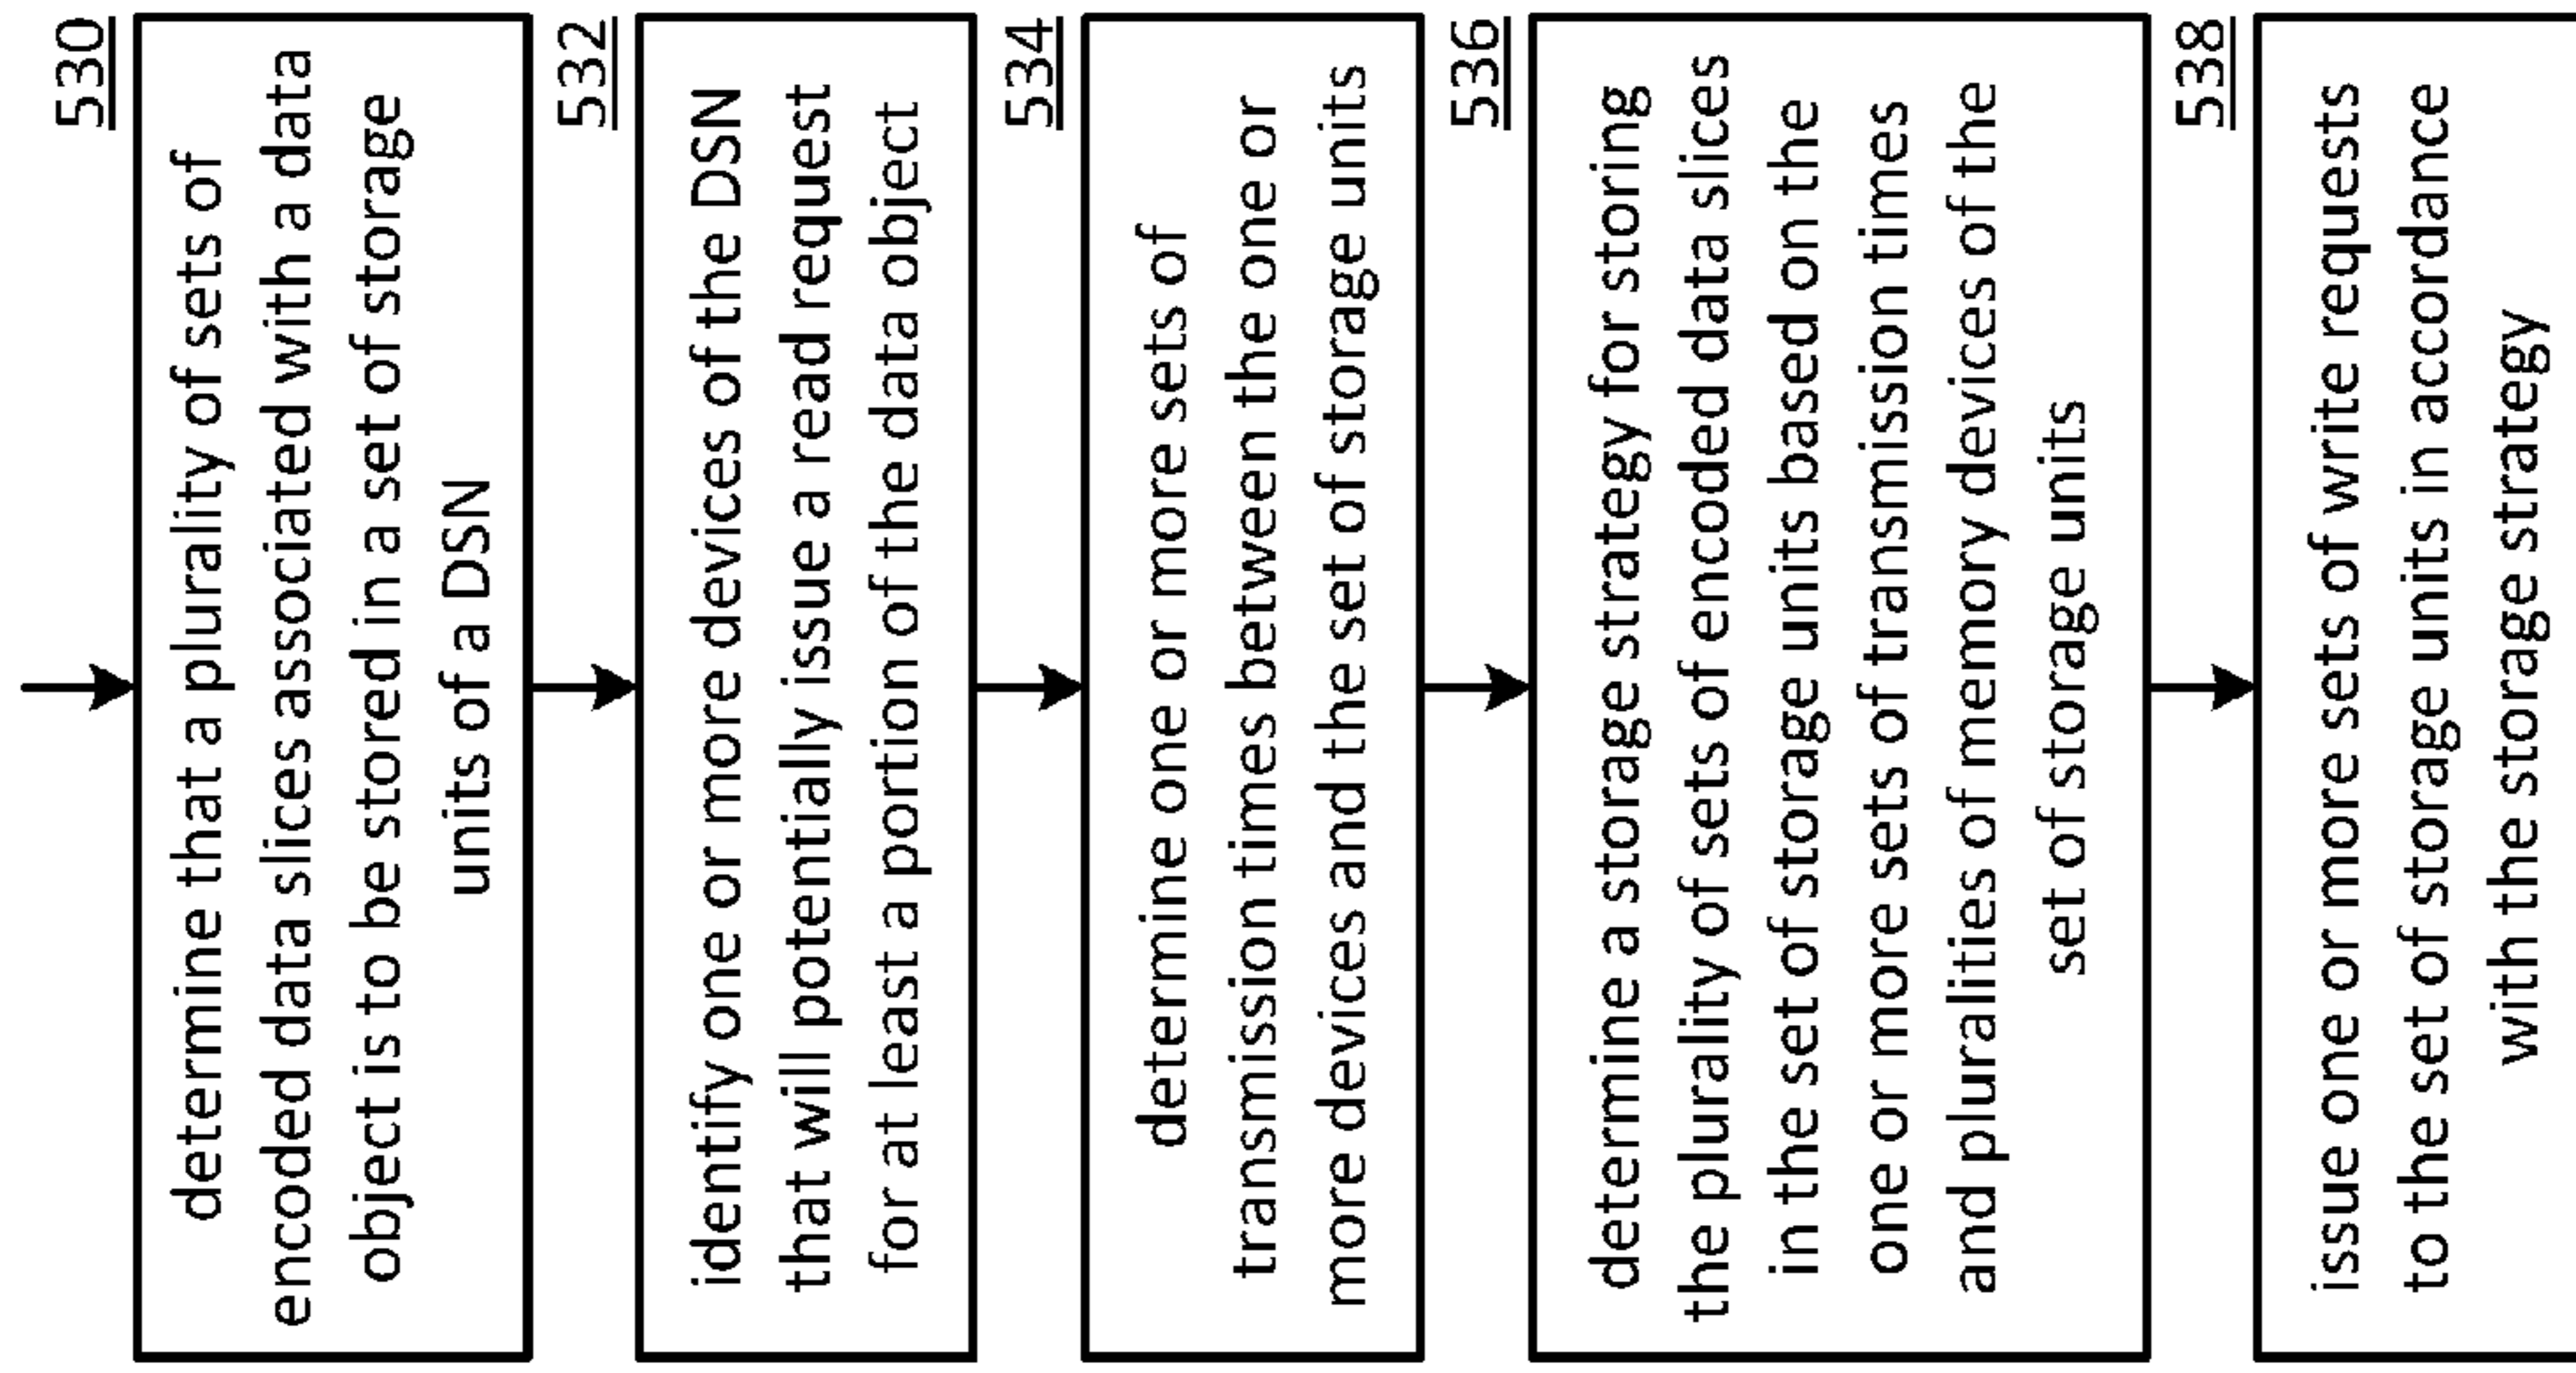 530
determine that a plurality of sets of
encoded data slices associated with a data
object is to be stored in a set of storage
units of a DSN
532
identify one or more devices of the DSN
that will potentially issue a read request
for at least a portion of the data object
534
determine one or more sets of
transmission times between the one or
more devices and the set of storage units
536
determine a storage strategy for storing
the plurality of sets of encoded data slices
in the set of storage units based on the
one or more sets of transmission times
and pluralities of memory devices of the
set of storage units
538
issue one or more sets of write requests
to the set of storage units in accordance
with the storage strategy